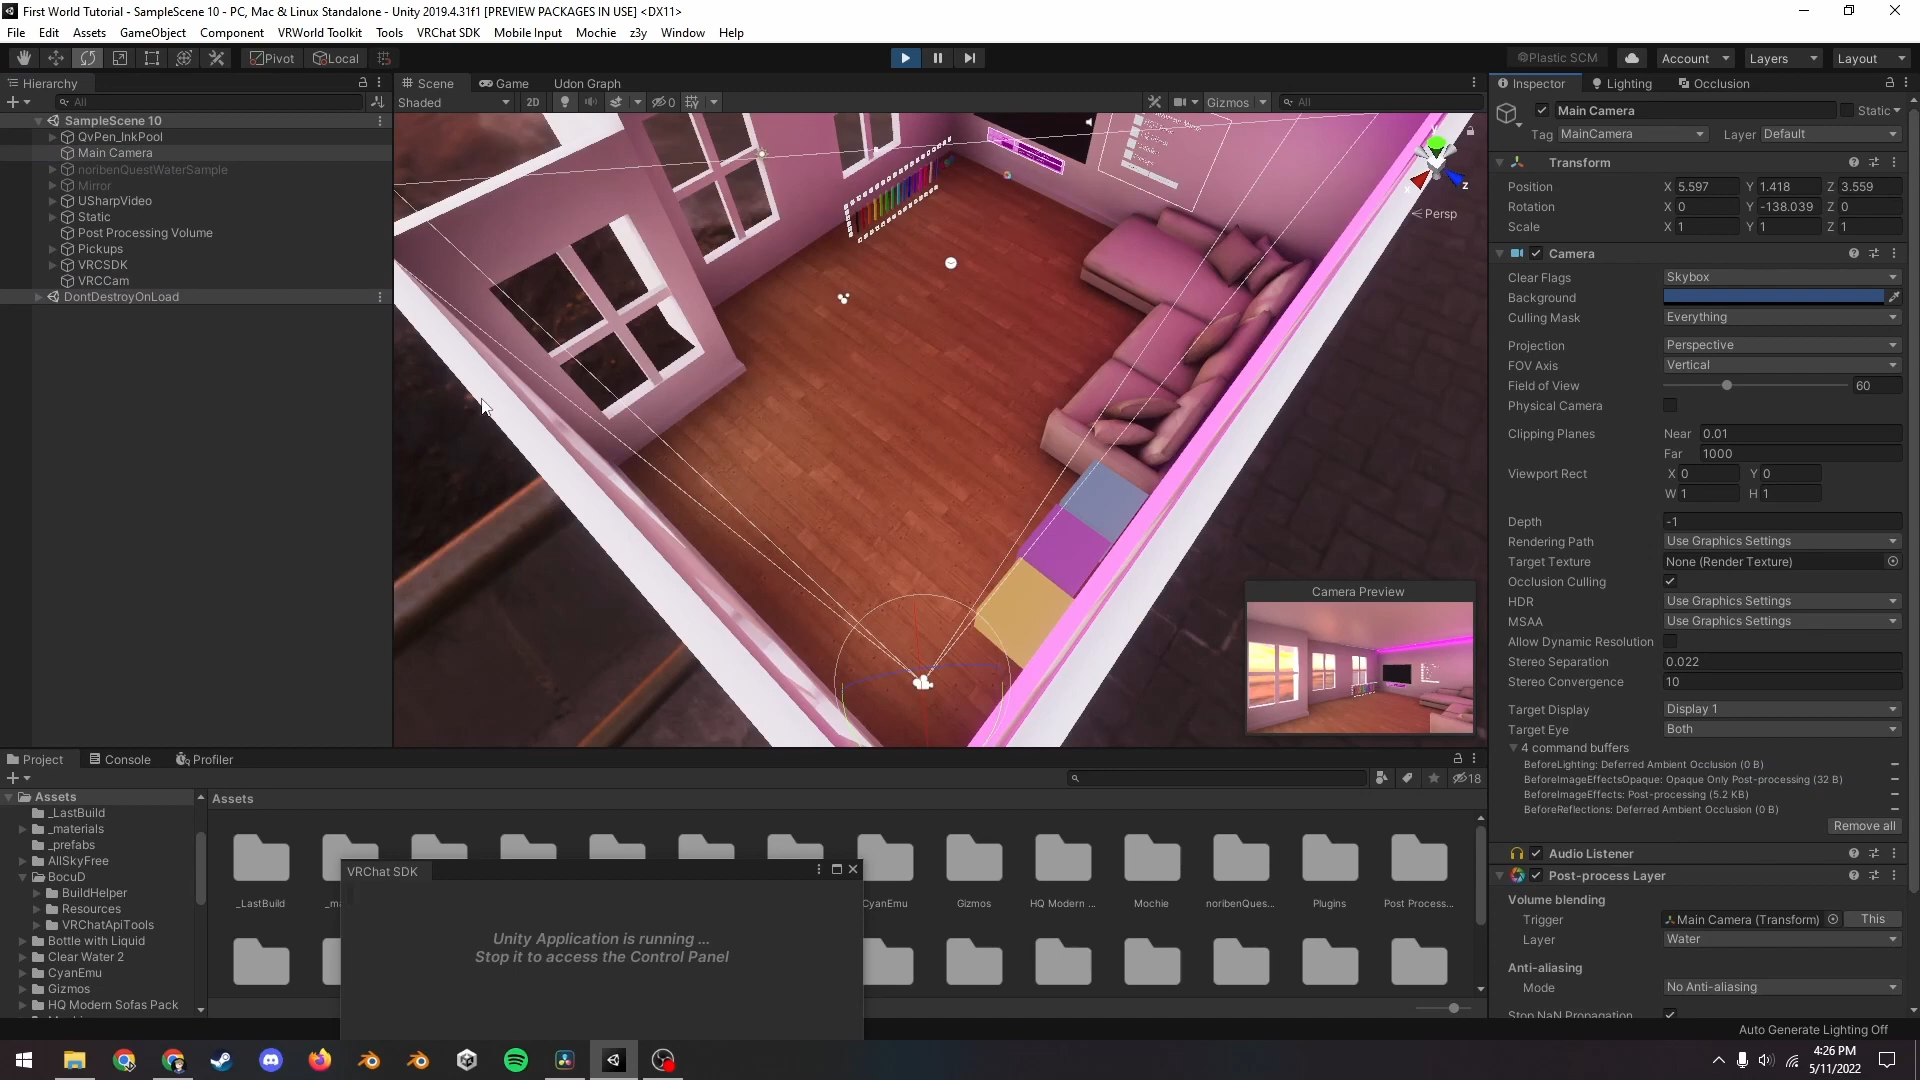 First World Tutorial - SampleScene 10 - PC, Mac & Linux Standalone - Unity 2019.4.31f1 [PREVIEW PACKAGES IN USE] <DX11>
File Edit Assets GameObject Component VRWorld Toolkit Tools VRChat SDK Mobile Input Mochie z3y Window Help
Pivot Local Plastic SCM Account Layers Layout
Hierarchy
All
SampleScene 10
QvPen_InkPool
Main Camera
noribenQuestWaterSample
Mirror
USharpVideo
Static
Post Processing Volume
Pickups
VRCSDK
VRCCam
DontDestroyOnLoad
Scene Game Udon Graph
Shaded 2D 0 Gizmos All
x z
Persp
Camera Preview
Inspector Lighting Occlusion
Main Camera Static
Tag MainCamera Layer Default
Transform
Position X 5.597 Y 1.418 Z 3.559
Rotation X 0 Y -138.039 Z 0
Scale X 1 Y 1 Z 1
Camera
Clear Flags Skybox
Background
Culling Mask Everything
Projection Perspective
FOV Axis Vertical
Field of View 60
Physical Camera
Clipping Planes Near 0.01
Far 1000
Viewport Rect X 0 Y 0
W 1 H 1
Depth -1
Rendering Path Use Graphics Settings
Target Texture None (Render Texture)
Occlusion Culling
HDR Use Graphics Settings
MSAA Use Graphics Settings
Allow Dynamic Resolution
Stereo Separation 0.022
Stereo Convergence 10
Target Display Display 1
Target Eye Both
4 command buffers
BeforeLighting: Deferred Ambient Occlusion (0 B)
BeforeImageEffectsOpaque: Opaque Only Post-processing (32 B)
BeforeImageEffects: Post-processing (5.2 KB)
BeforeReflections: Deferred Ambient Occlusion (0 B)
Remove all
Audio Listener
Post-process Layer
Volume blending
Trigger Main Camera (Transform) This
Layer Water
Anti-aliasing
Mode No Anti-aliasing
Stop NaN Propagation
Auto Generate Lighting Off
Project Console Profiler
18
Assets
_LastBuild
_materials
_prefabs
AllSkyFree
BocuD
BuildHelper
Resources
VRChatApiTools
Bottle with Liquid
Clear Water 2
CyanEmu
Gizmos
HQ Modern Sofas Pack
Assets
_LastBuild _ma CyanEmu Gizmos HQ Modern ... Mochie noribenQues... Plugins Post Process...
VRChat SDK
Unity Application is running ...
Stop it to access the Control Panel
4:26 PM
5/11/2022